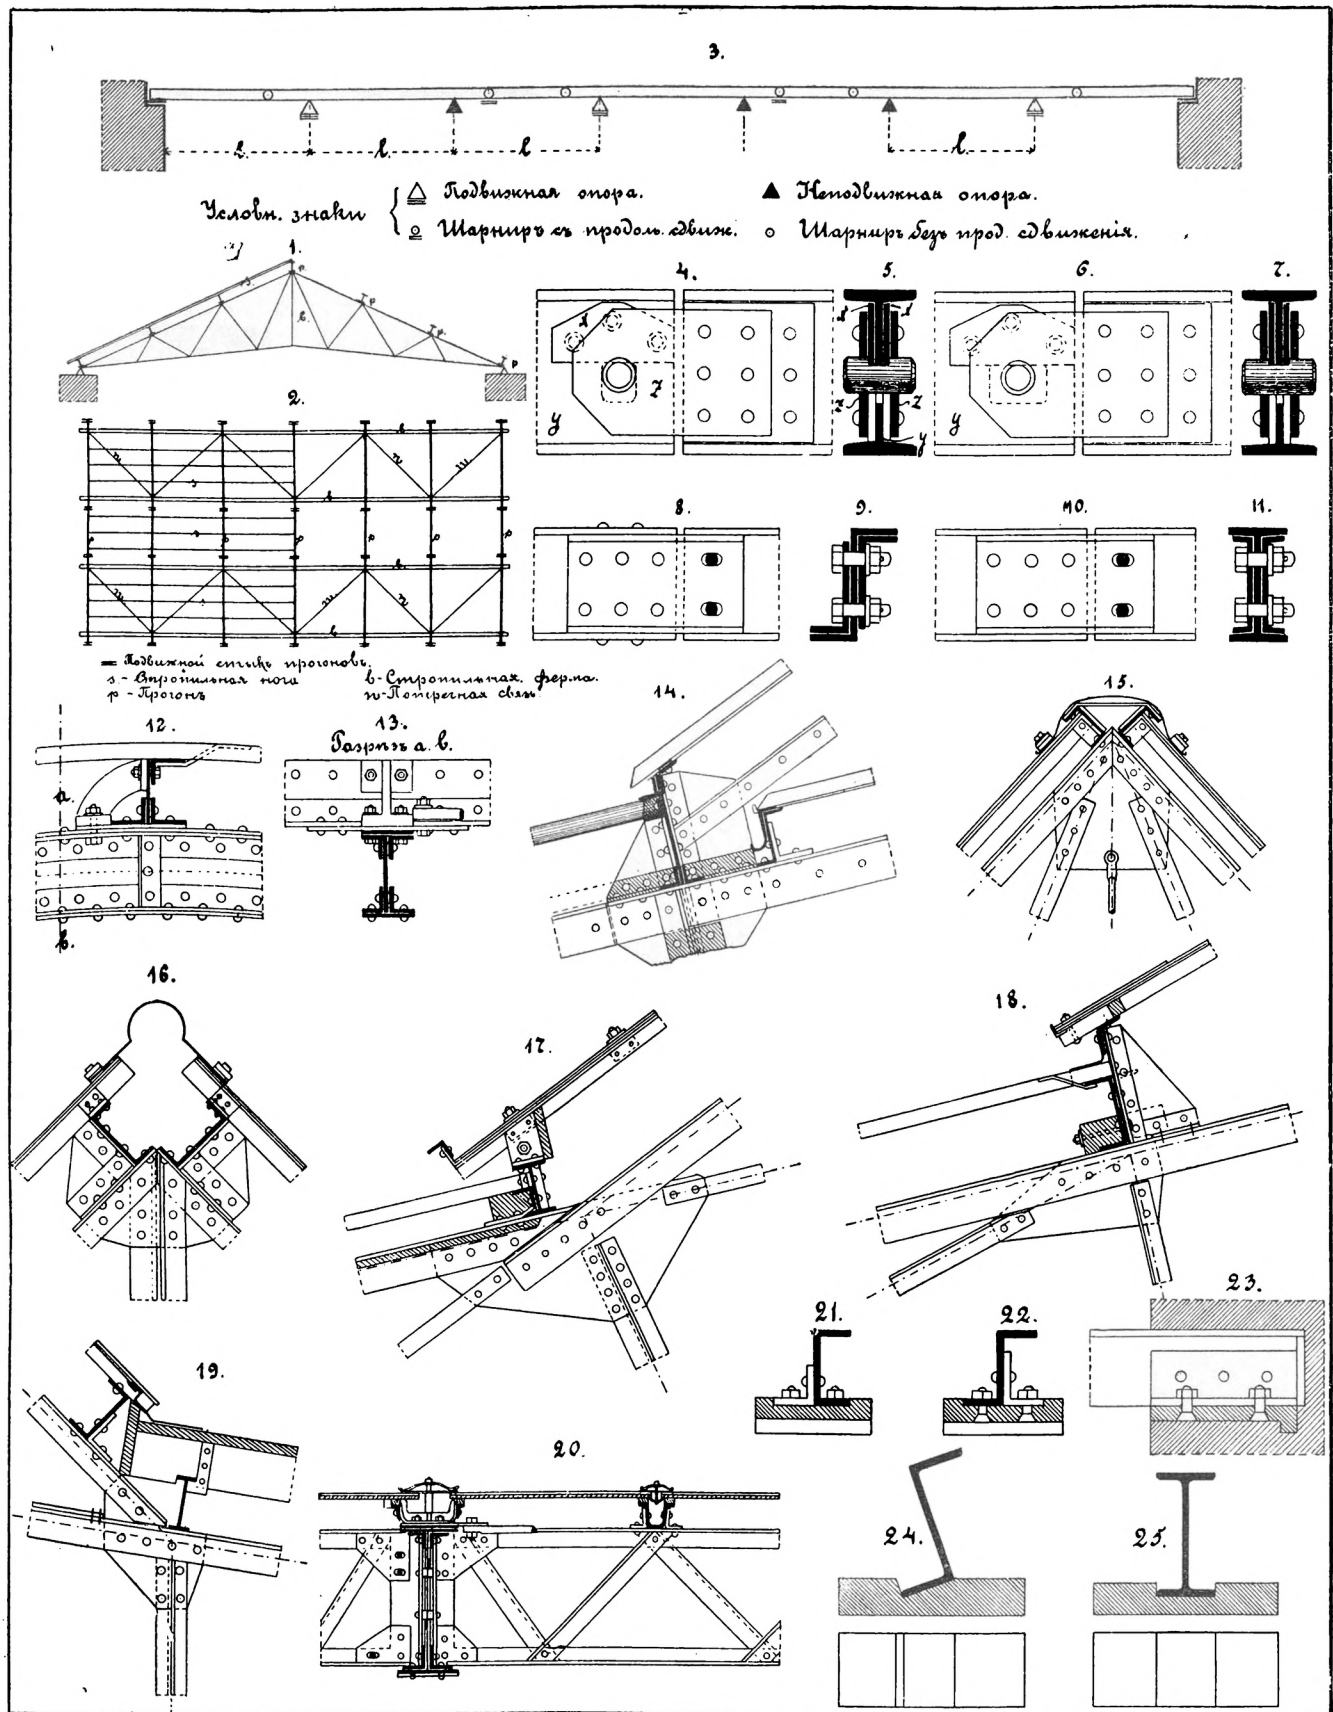 3.
l. l. l l.
Условн. знаки
Подвижная опора. Неподвижная опора.
Шарниръ съ продоль. сдвиж. Шарниръ безъ прод. сдвиженія.
1.
s. p p p p
b.
4. 5. 6. 7.
x x x
z z z
y y y
2.
b
n n n
s
b
s
p p p p p p
b
n n n
s
b
8. 9. 10. 11.
Подвижной стыкъ прогоновъ.
s. - Стропильная нога b - Стропильная ферма.
p - Прогонъ n - Поперечная связь
12. 13. 14. 15.
Разрѣзъ a. b.
a.
b.
16. 17. 18.
19. 20. 21. 22. 23.
24. 25.